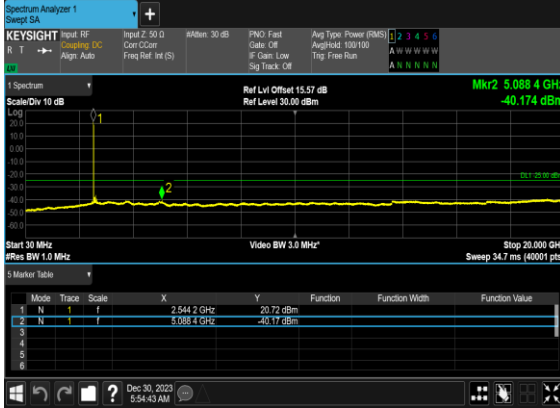 Spectrum Analyzer 1
Swept SA
+
KEYSIGHT
R T
LV
Input: RF
Coupling: DC
Align: Auto
Input Z: 50 Ω
Corr CCorr
Freq Ref: Int (S)
#Atten: 30 dB
PNO: Fast
Gate: Off
IF Gain: Low
Sig Track: Off
Avg Type: Power (RMS)
Avg|Hold: 100/100
Trig: Free Run
1 2 3 4 5 6
A W W W W W
A N N N N N
1 Spectrum
Scale/Div 10 dB
Ref Lvl Offset 15.57 dB
Ref Level 30.00 dBm
Mkr2 5.088 4 GHz
-40.174 dBm
Log
20.0
10.0
0.00
-10.0
-20.0
-30.0
-40.0
-50.0
-60.0
1
2
DL1 -25.00 dBm
Start 30 MHz
#Res BW 1.0 MHz
Video BW 3.0 MHz*
Stop 20.000 GH
Sweep 34.7 ms (40001 pts
5 Marker Table
Mode Trace Scale X Y Function Function Width Function Value
1 N 1 f 2.544 2 GHz 20.72 dBm
2 N 1 f 5.088 4 GHz -40.17 dBm
3
4
5
6
?
Dec 30, 2023
5:54:43 AM